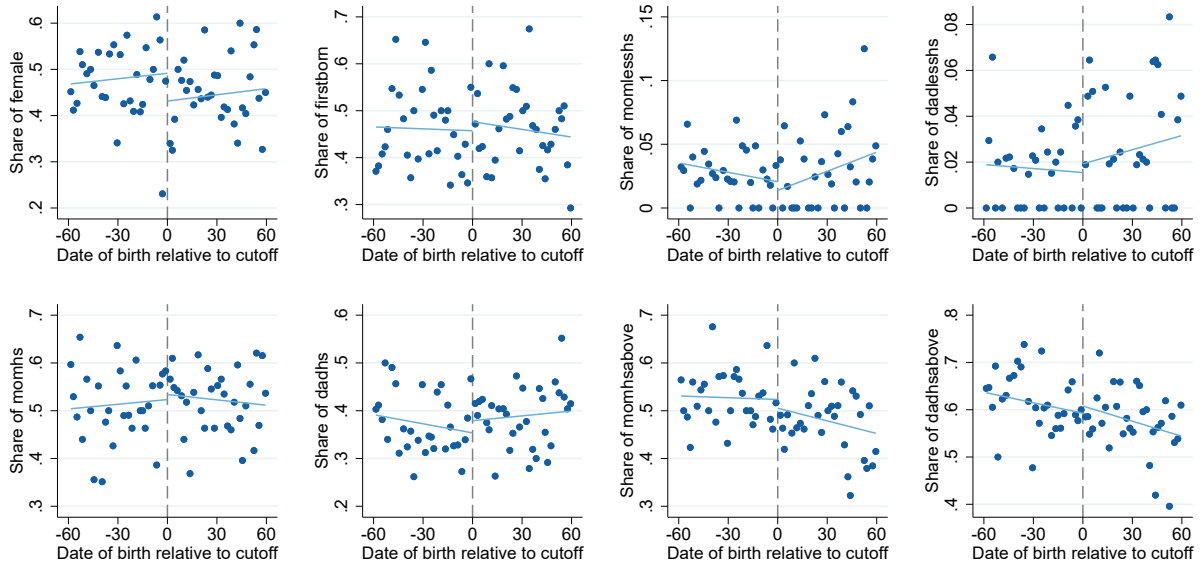 Share of female
.6
.5
.4
.3
.2
-60 -30 0 30 60
Date of birth relative to cutoff
Share of firstborn
.7
.6
.5
.4
.3
-60 -30 0 30 60
Date of birth relative to cutoff
Share of momlesshs
.15
.1
.05
0
-60 -30 0 30 60
Date of birth relative to cutoff
Share of dadlesshs
.08
.06
.04
.02
0
-60 -30 0 30 60
Date of birth relative to cutoff
Share of momhs
.7
.6
.5
.4
.3
-60 -30 0 30 60
Date of birth relative to cutoff
Share of dadhs
.6
.5
.4
.3
.2
-60 -30 0 30 60
Date of birth relative to cutoff
Share of momhsabove
.7
.6
.5
.4
.3
-60 -30 0 30 60
Date of birth relative to cutoff
Share of dadhsabove
.8
.7
.6
.5
.4
-60 -30 0 30 60
Date of birth relative to cutoff